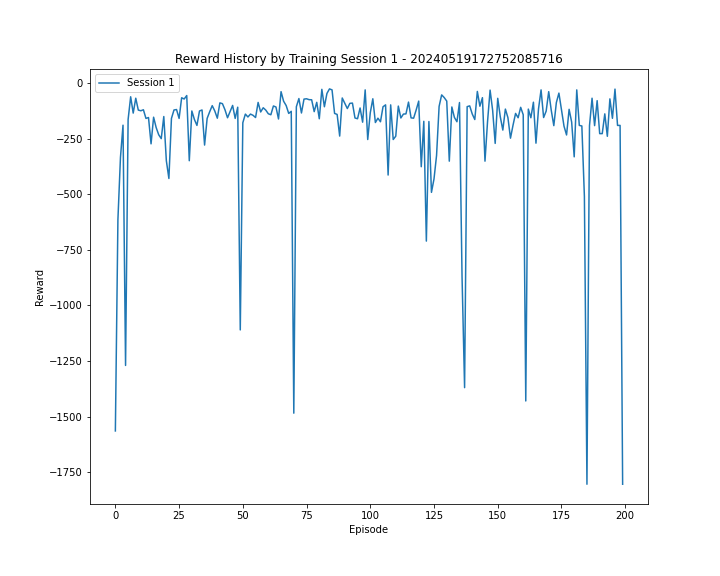 Reward History by Training Session 1 - 20240519172752085716
Session 1
0
−250
−500
−750
−1000
−1250
−1500
−1750
Reward
0 25 50 75 100 125 150 175 200
Episode